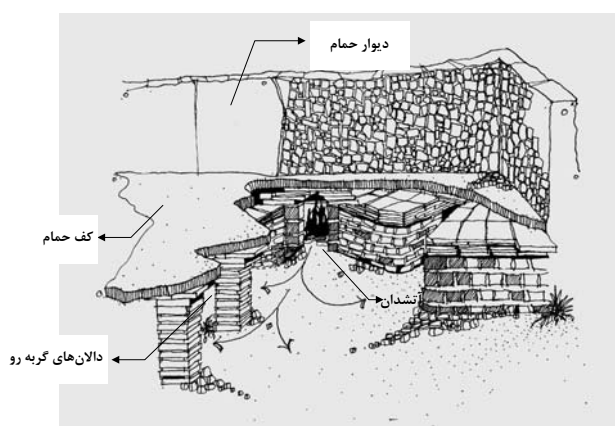 دیوار حمام
کف حمام
آتشدان
دالان‌های گربه رو